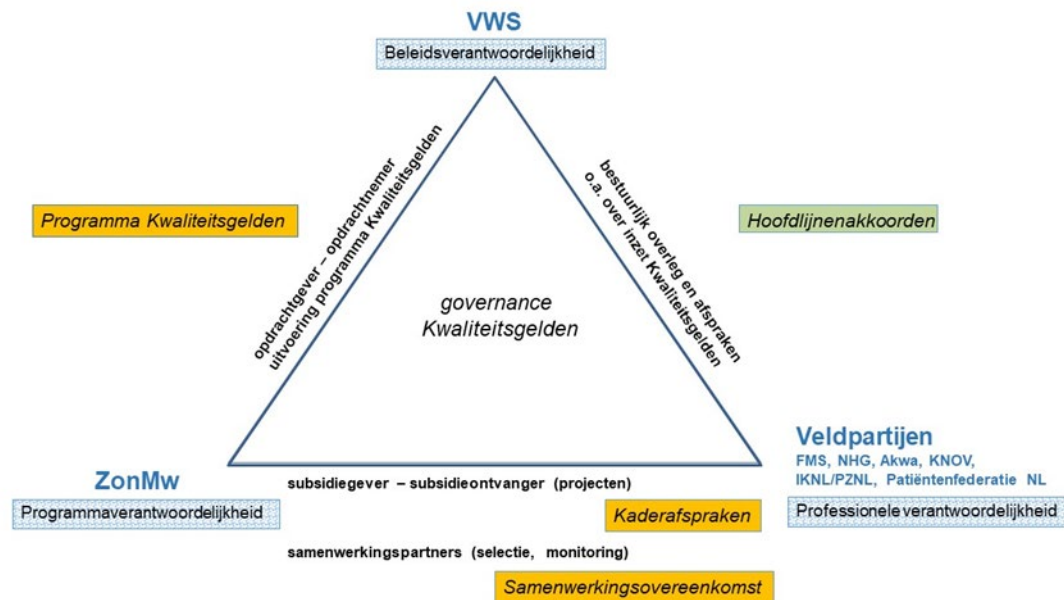 VWS
Beleidsverantwoordelijkheid
opdrachtgever – opdrachtnemer
uitvoering programma Kwaliteitsgelden
bestuurlijk overleg en afspraken
o.a. over inzet Kwaliteitsgelden
Programma Kwaliteitsgelden
Hoofdlijnenakkoorden
governance
Kwaliteitsgelden
ZonMw
Programmaverantwoordelijkheid
Veldpartijen
FMS, NHG, Akwa, KNOV,
IKNL/PZNL, Patiëntenfederatie NL
Professionele verantwoordelijkheid
subsidiegever – subsidieontvanger (projecten)
Kaderafspraken
samenwerkingspartners (selectie, monitoring)
Samenwerkingsovereenkomst